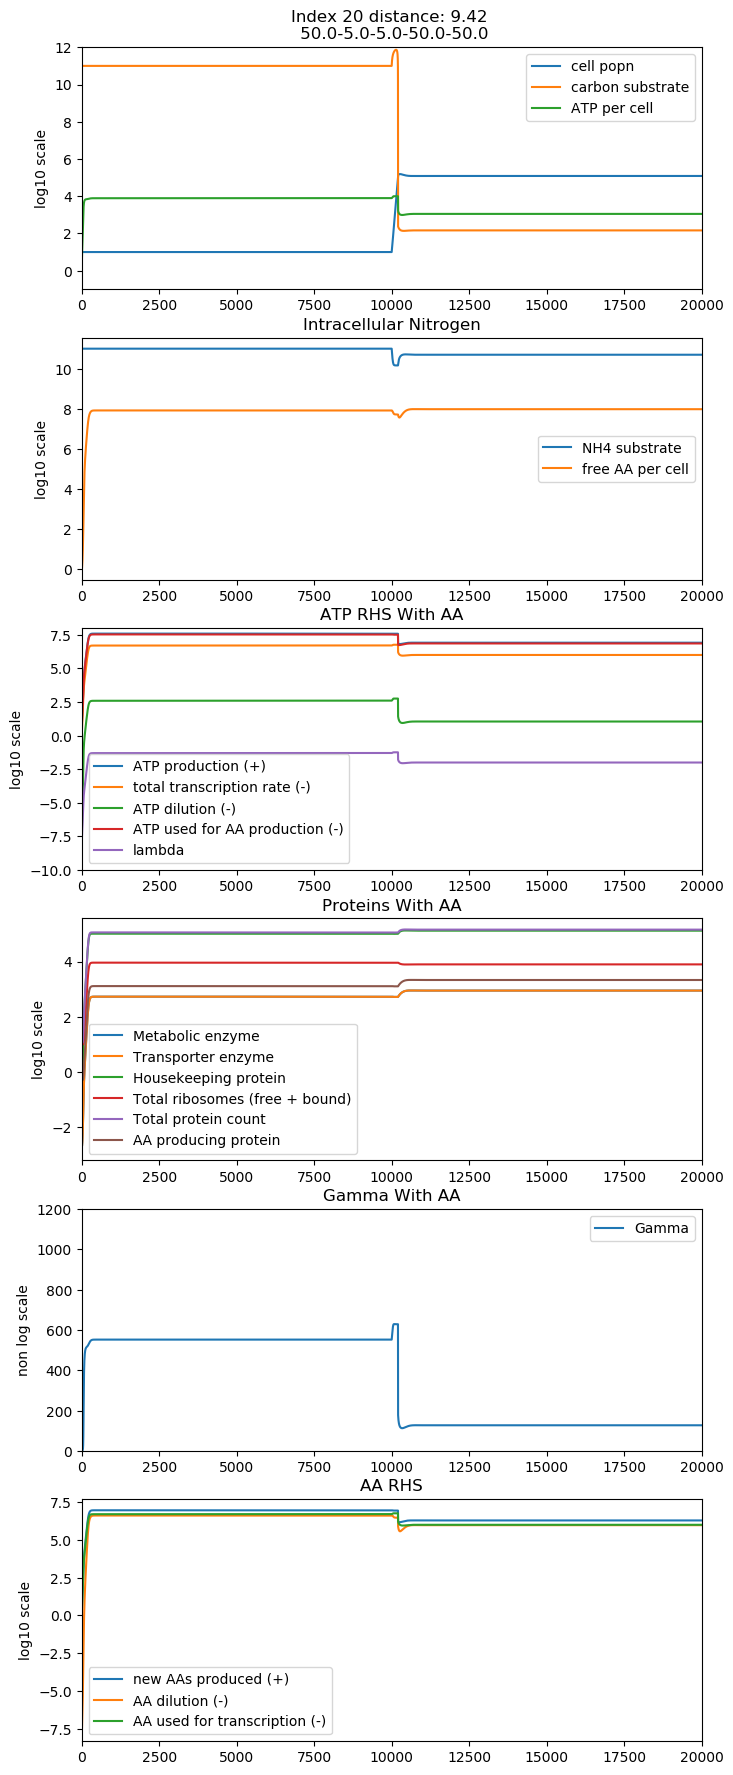 Index 20 distance: 9.42
50.0-5.0-5.0-50.0-50.0
12
10
8
6
4
2
0
log10 scale
cell popn
carbon substrate
ATP per cell
0 2500 5000 7500 10000 12500 15000 17500 20000
Intracellular Nitrogen
10
8
6
4
2
0
log10 scale
NH4 substrate
free AA per cell
0 2500 5000 7500 10000 12500 15000 17500 20000
ATP RHS With AA
7.5
5.0
2.5
0.0
−2.5
−5.0
−7.5
−10.0
log10 scale
ATP production (+)
total transcription rate (-)
ATP dilution (-)
ATP used for AA production (-)
lambda
0 2500 5000 7500 10000 12500 15000 17500 20000
Proteins With AA
4
2
0
−2
log10 scale
Metabolic enzyme
Transporter enzyme
Housekeeping protein
Total ribosomes (free + bound)
Total protein count
AA producing protein
0 2500 5000 7500 10000 12500 15000 17500 20000
Gamma With AA
1200
1000
800
600
400
200
0
non log scale
Gamma
0 2500 5000 7500 10000 12500 15000 17500 20000
AA RHS
7.5
5.0
2.5
0.0
−2.5
−5.0
−7.5
log10 scale
new AAs produced (+)
AA dilution (-)
AA used for transcription (-)
0 2500 5000 7500 10000 12500 15000 17500 20000